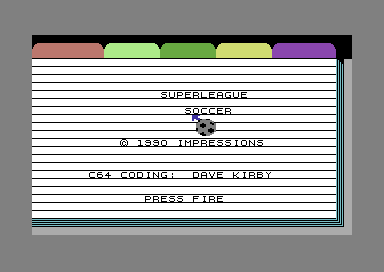 SUPERLEAGUE
SOCCER
© 1990 IMPRESSIONS
C64 CODING: DAVE KIRBY
PRESS FIRE